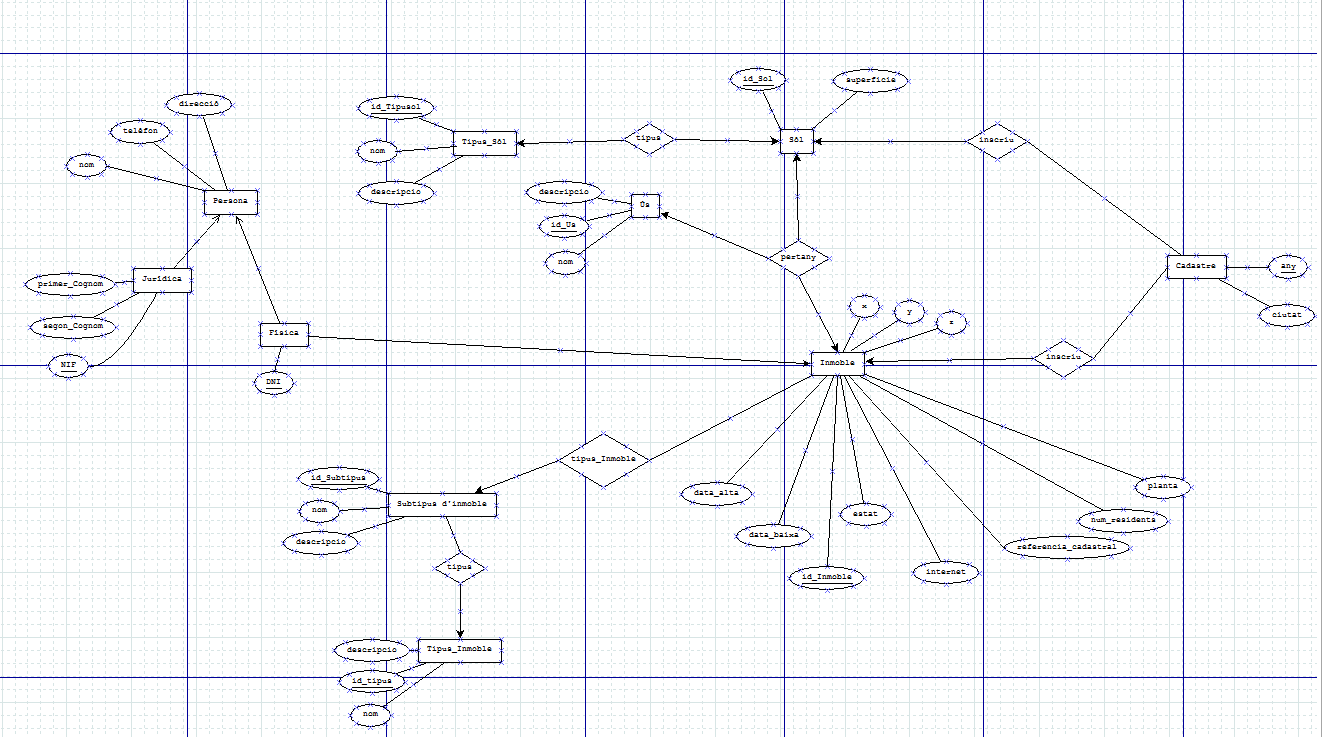 id_Sol
superficie
direcció
id_Tipusol
telèfon
tipus
Sòl
inscriu
Tipus_Sòl
nom
nom
descripcio
descripcio
Persona
Ús
id_Us
pertany
nom
Cadastre
any
Juridica
primer_Cognom
x
y
z
ciutat
segon_Cognom
Fisica
inscriu
NIF
Inmoble
DNI
tipus_Inmoble
id_Subtipus
planta
data_alta
Subtipus d'inmoble
nom
estat
num_residents
data_baixa
descripcio
referencia_cadastral
tipus
internet
id_Inmoble
descripcio
Tipus_Inmoble
id_tipus
nom